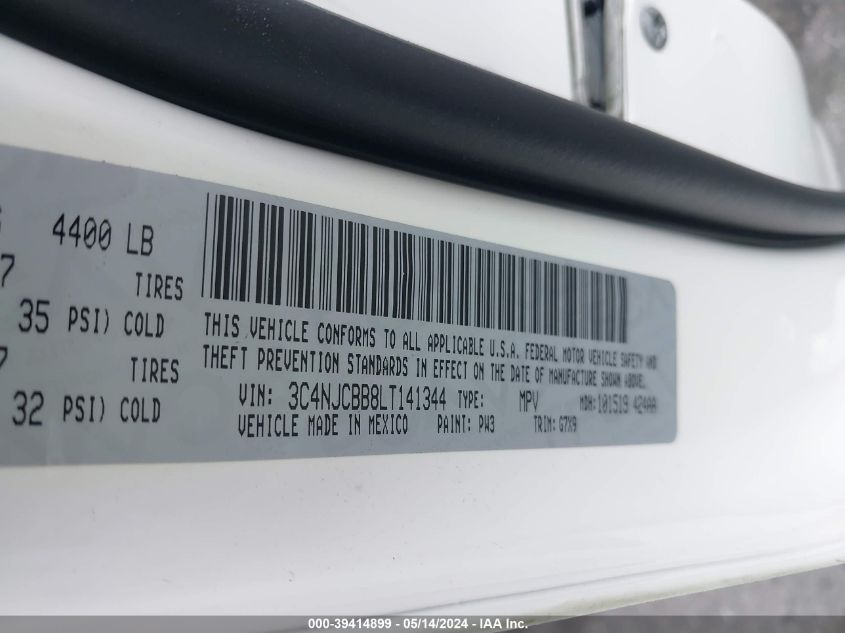 4400 LB
TIRES
35 PSI) COLD
TIRES
32 PSI) COLD
THIS VEHICLE CONFORMS TO ALL APPLICABLE U.S.A. FEDERAL MOTOR VEHICLE SAFETY AND
THEFT PREVENTION STANDARDS IN EFFECT ON THE DATE OF MANUFACTURE SHOWN ABOVE.
VIN: 3C4NJCBB8LT141344 TYPE: MPV MDH: 101519 424AA
VEHICLE MADE IN MEXICO PAINT: PW3 TRIM: G7X9
000-39414899 / 05/14/2024 / IAA Inc.